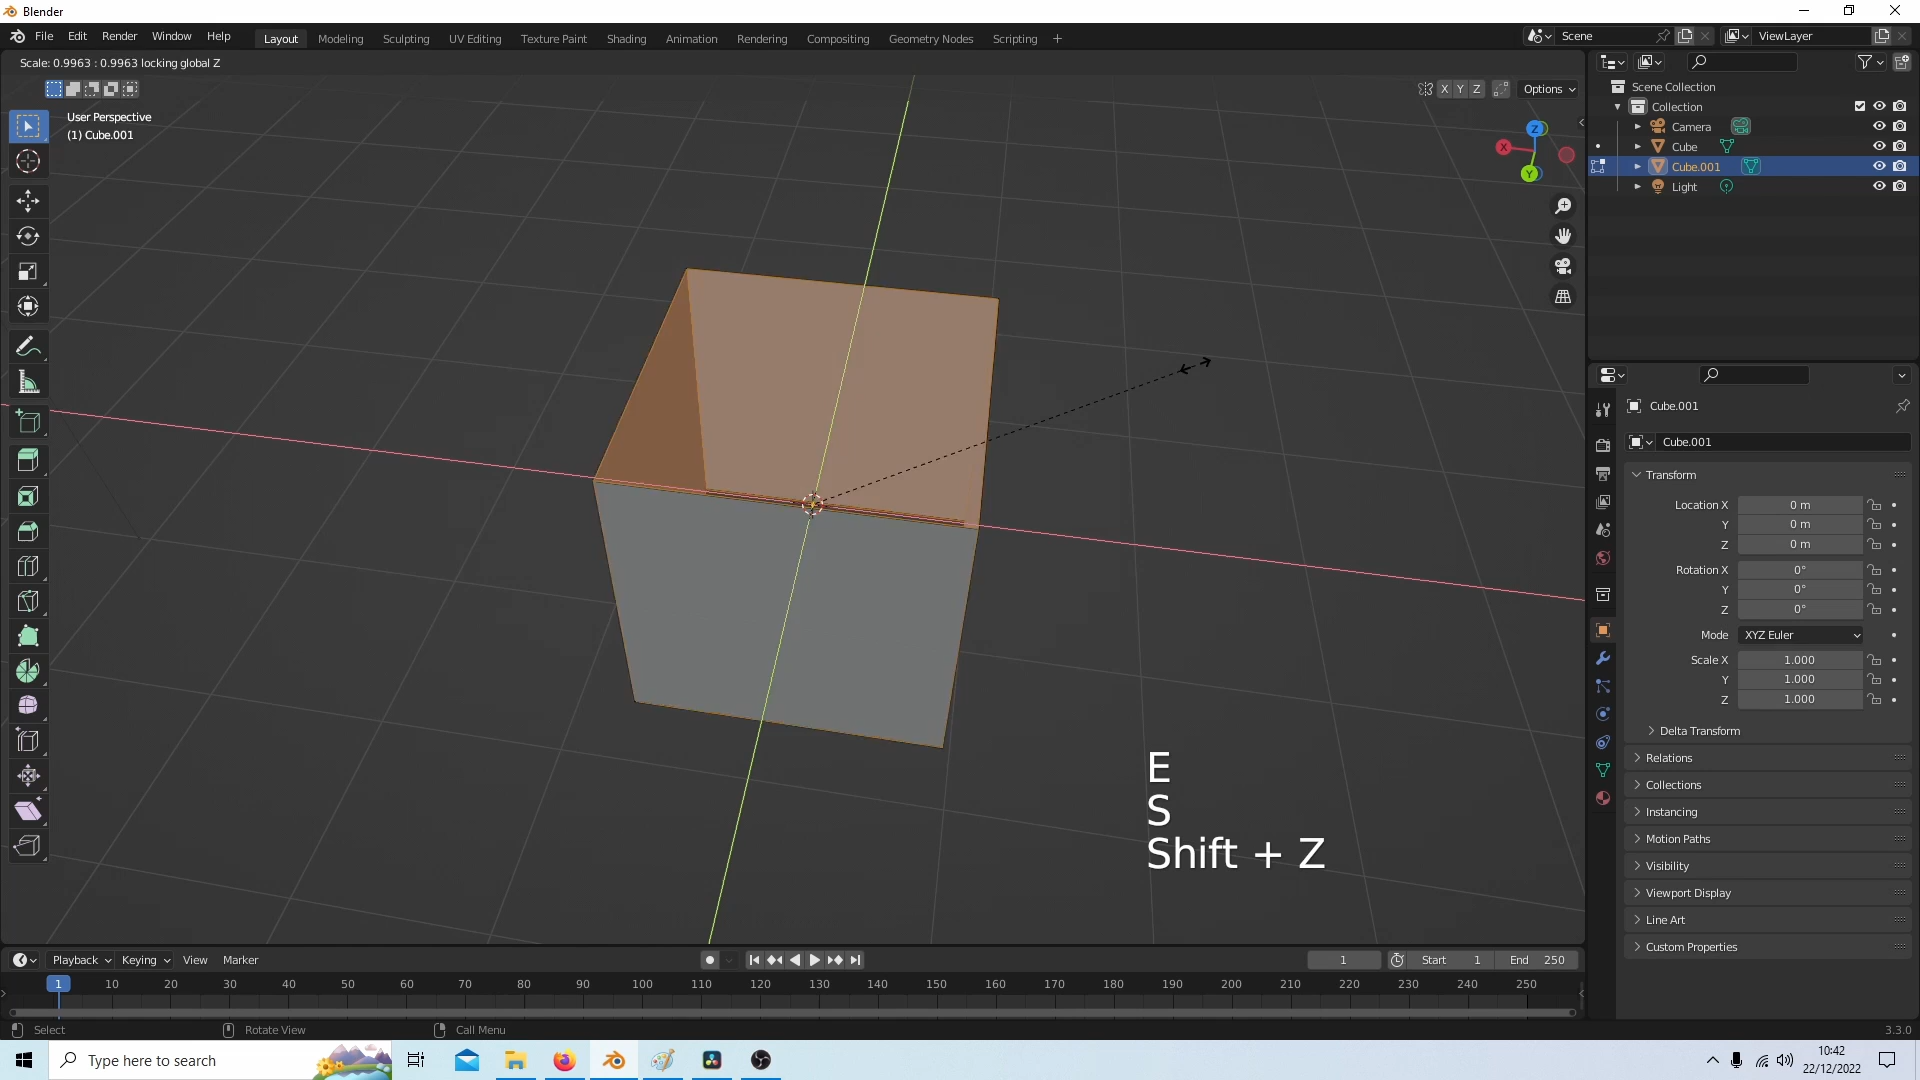 Blender
File Edit Render Window Help Layout Modeling Sculpting UV Editing Texture Paint Shading Animation Rendering Compositing Geometry Nodes Scripting + Scene ViewLayer
Scale: 0.9963 : 0.9963 locking global Z
X Y Z Options
User Perspective
(1) Cube.001
Z
X
Y
Scene Collection
Collection
Camera
Cube
Cube.001
Light
Cube.001
Cube.001
Transform
Location X 0 m
Y 0 m
Z 0 m
Rotation X 0°
Y 0°
Z 0°
Mode XYZ Euler
Scale X 1.000
Y 1.000
Z 1.000
Delta Transform
Relations
Collections
Instancing
Motion Paths
Visibility
Viewport Display
Line Art
Custom Properties
E
S
Shift + Z
Playback Keying View Marker 1 Start 1 End 250
1 10 20 30 40 50 60 70 80 90 100 110 120 130 140 150 160 170 180 190 200 210 220 230 240 250
Select Rotate View Call Menu 3.3.0
Type here to search
10:42
22/12/2022